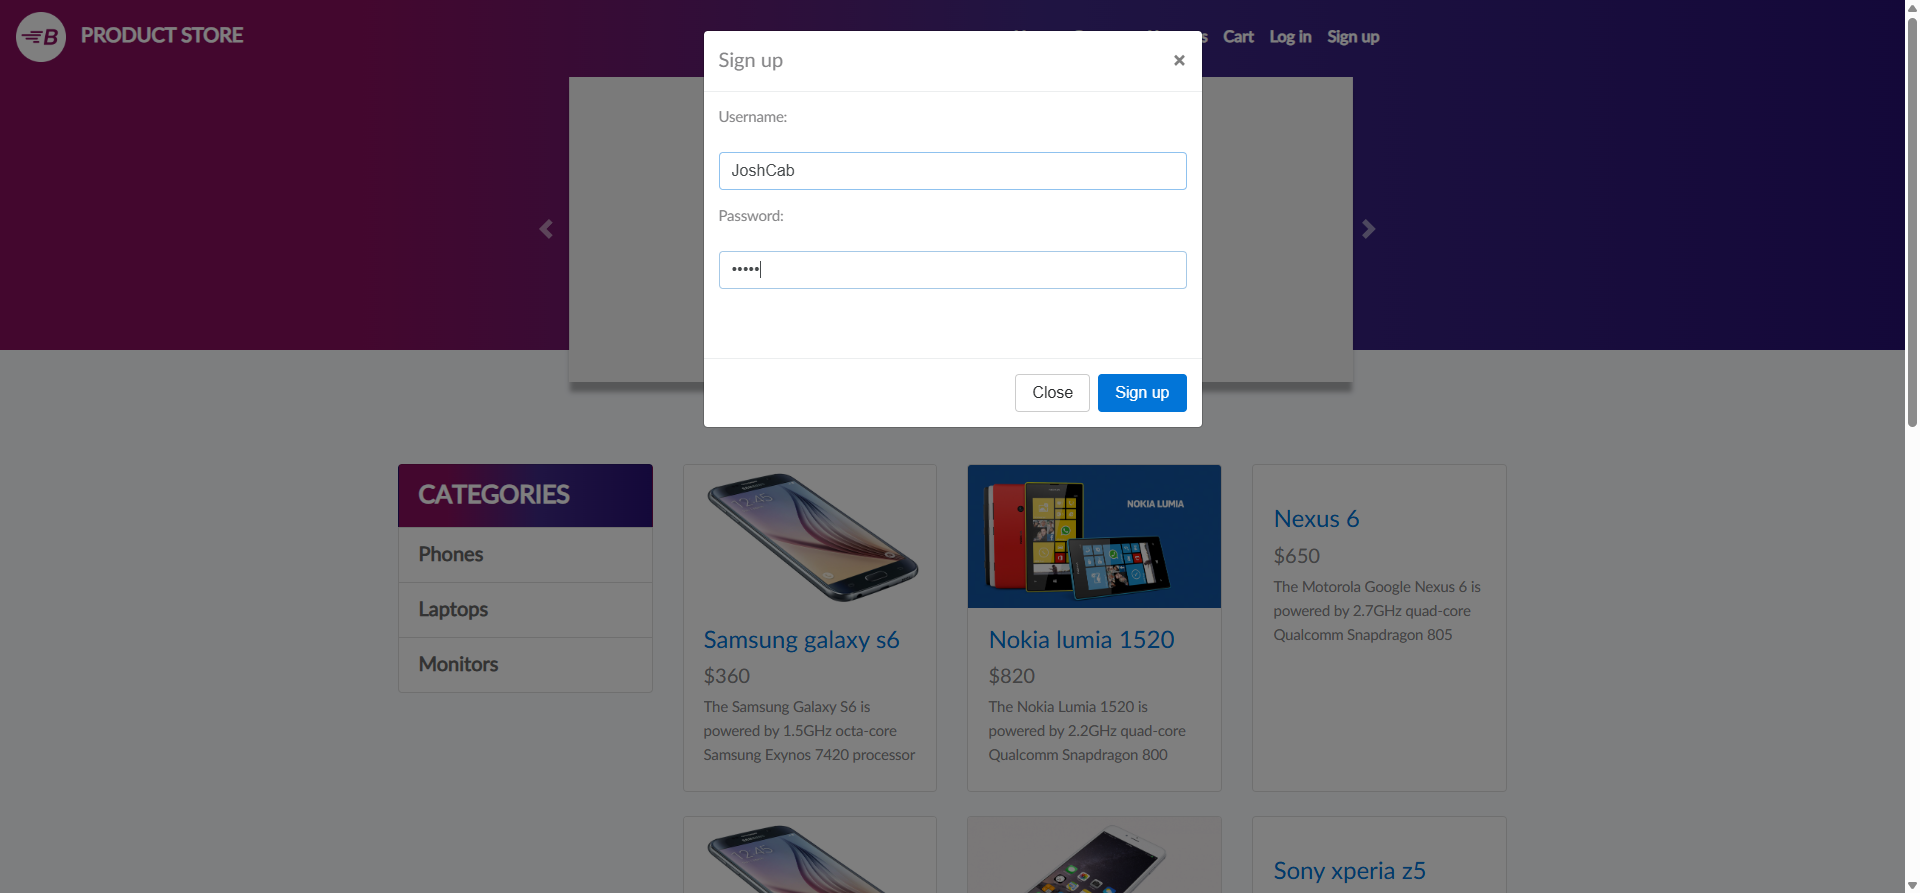 PRODUCT STORE
Cart
Log in
Sign up
Sign up
×
Username:
JoshCab
Password:
•••••
Close
Sign up
CATEGORIES
Phones
Laptops
Monitors
Samsung galaxy s6
$360
The Samsung Galaxy S6 is
powered by 1.5GHz octa-core
Samsung Exynos 7420 processor
NOKIA LUMIA
Nokia lumia 1520
$820
The Nokia Lumia 1520 is
powered by 2.2GHz quad-core
Qualcomm Snapdragon 800
Nexus 6
$650
The Motorola Google Nexus 6 is
powered by 2.7GHz quad-core
Qualcomm Snapdragon 805
12:45
Sony xperia z5